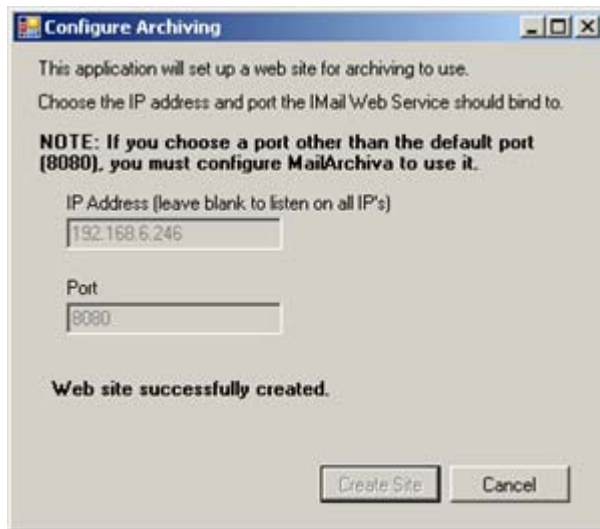 Configure Archiving
This application will set up a web site for archiving to use.
Choose the IP address and port the IMail Web Service should bind to.
NOTE: If you choose a port other than the default port
(8080), you must configure MailArchiva to use it.
IP Address (leave blank to listen on all IP's)
192.168.6.246
Port
8080
Web site successfully created.
Create Site
Cancel